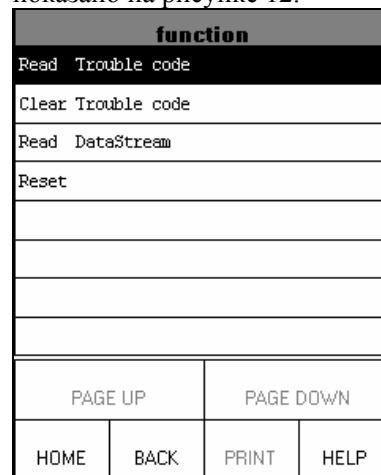 показано на рисунке 12.
function
Read Trouble code
Clear Trouble code
Read DataStream
Reset
PAGE UP PAGE DOWN
HOME BACK PRINT HELP